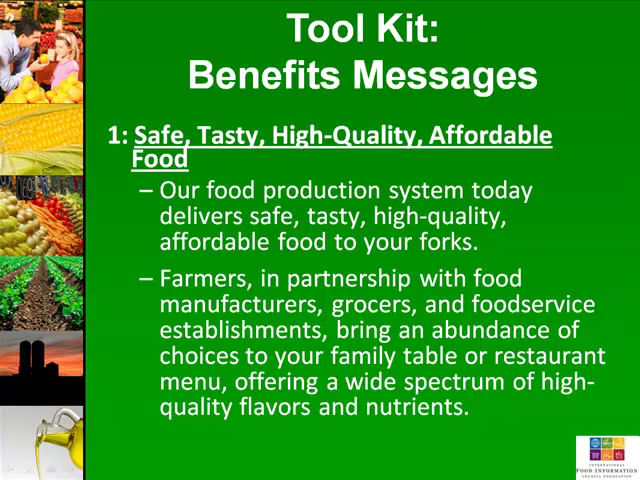 Tool Kit:
Benefits Messages
1: Safe, Tasty, High-Quality, Affordable
Food
– Our food production system today
delivers safe, tasty, high-quality,
affordable food to your forks.
– Farmers, in partnership with food
manufacturers, grocers, and foodservice
establishments, bring an abundance of
choices to your family table or restaurant
menu, offering a wide spectrum of high-
quality flavors and nutrients.
INTERNATIONAL
FOOD INFORMATION
COUNCIL FOUNDATION